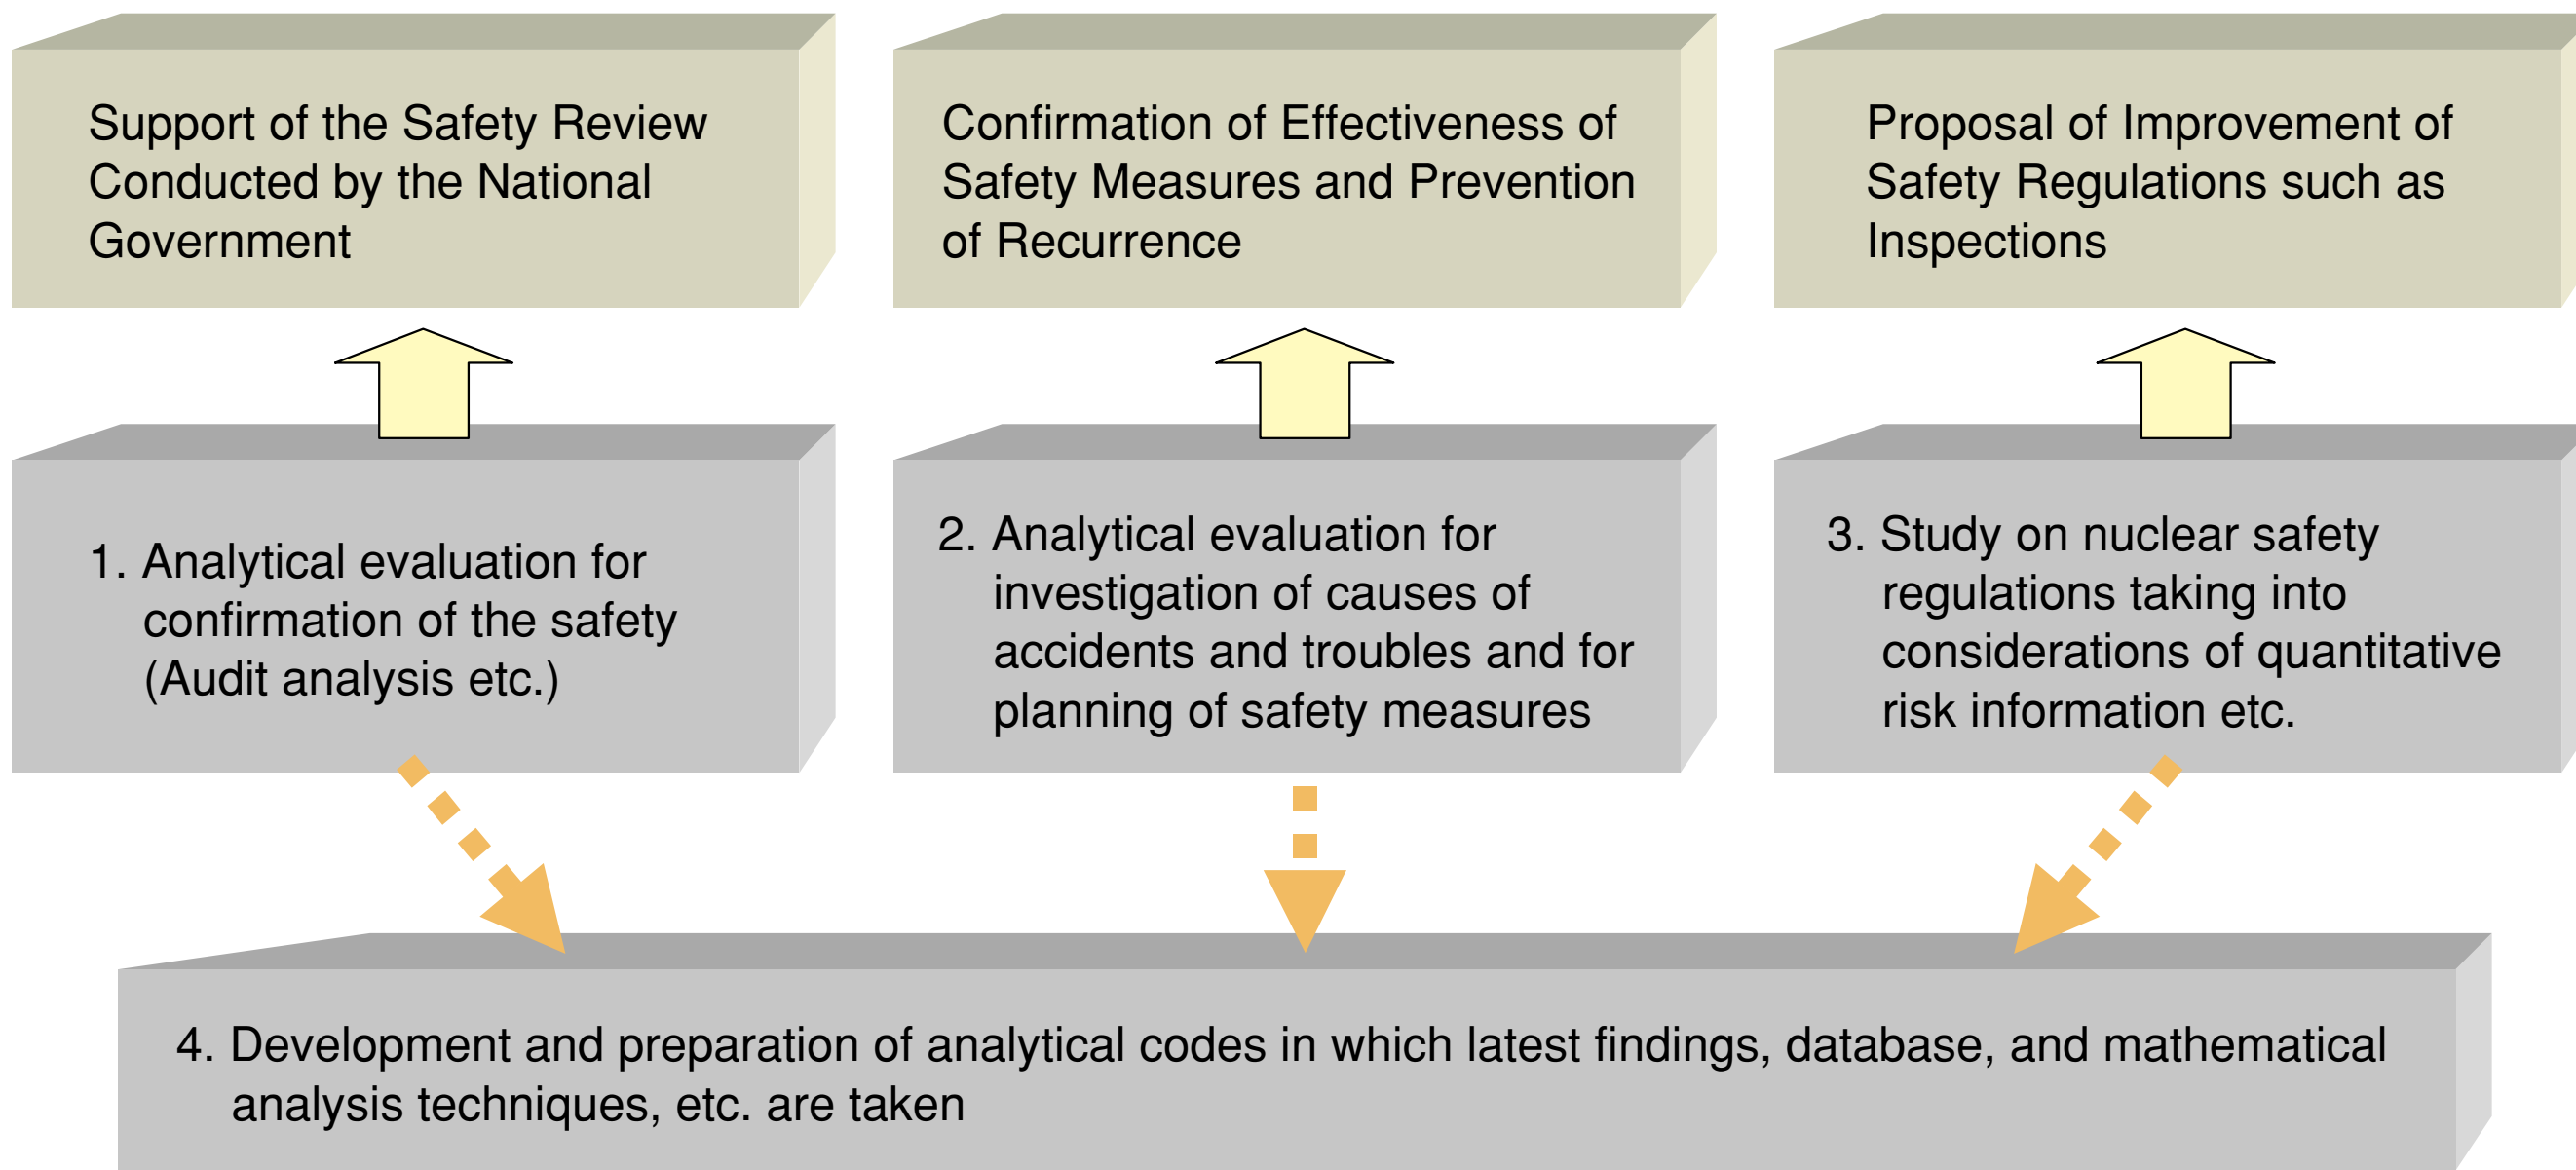 Support of the Safety Review
Conducted by the National
Government
Confirmation of Effectiveness of
Safety Measures and Prevention
of Recurrence
Proposal of Improvement of
Safety Regulations such as
Inspections
1. Analytical evaluation for
confirmation of the safety
(Audit analysis etc.)
2. Analytical evaluation for
investigation of causes of
accidents and troubles and for
planning of safety measures
3. Study on nuclear safety
regulations taking into
considerations of quantitative
risk information etc.
4. Development and preparation of analytical codes in which latest findings, database, and mathematical
analysis techniques, etc. are taken